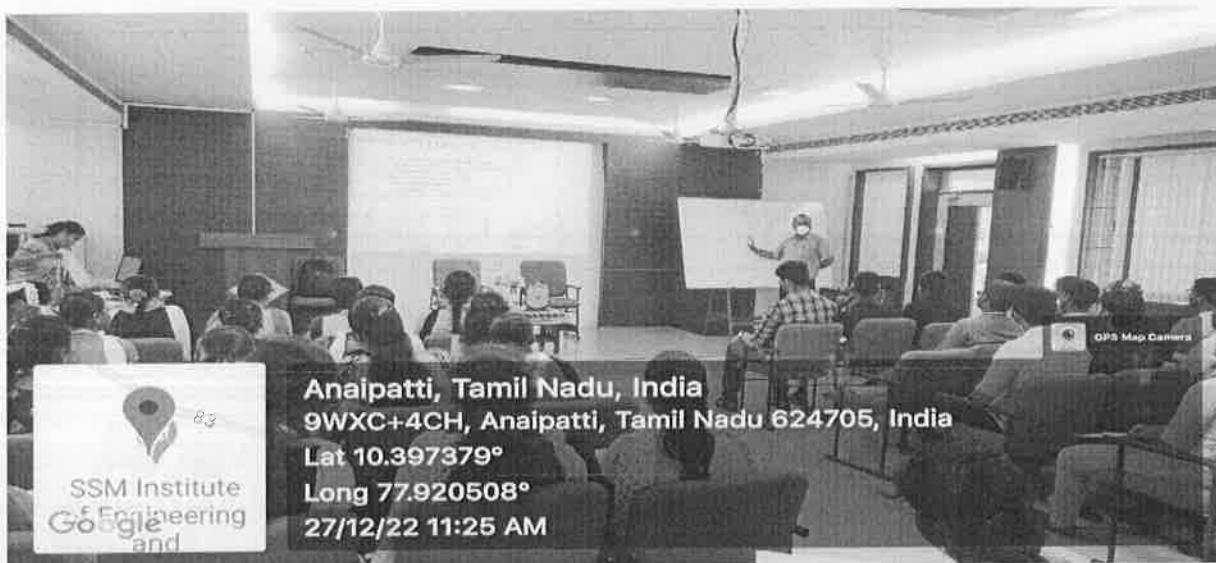 GPS Map Camera
Anaipatti, Tamil Nadu, India
9WXC+4CH, Anaipatti, Tamil Nadu 624705, India
Lat 10.397379°
Long 77.920508°
27/12/22 11:25 AM
83
SSM Institute
of Engineering
and
Google